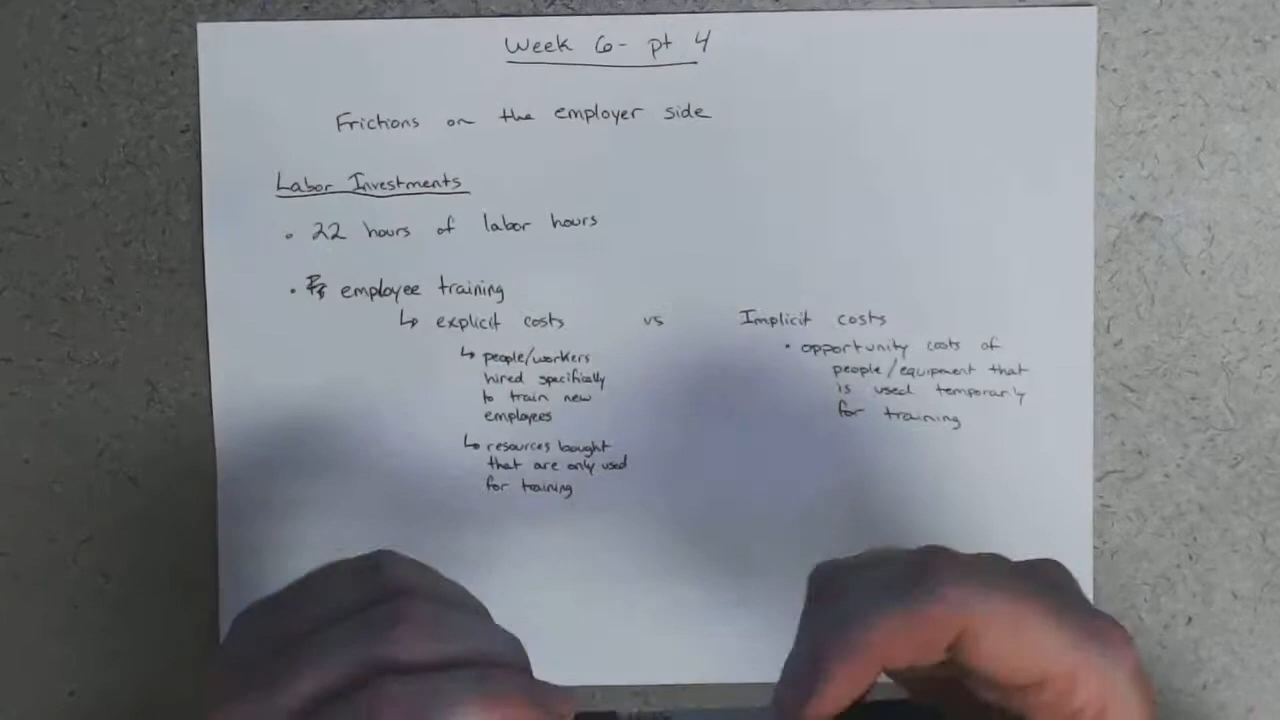 Week 6- pt 4
Frictions on the employer side
Labor Investments
• 22 hours of labor hours
• employee training
↳ explicit costs vs Implicit costs
↳ people/workers
hired specifically
to train new
employees
↳ resources bought
that are only used
for training
• opportunity costs of
people/equipment that
is used temporarily
for training